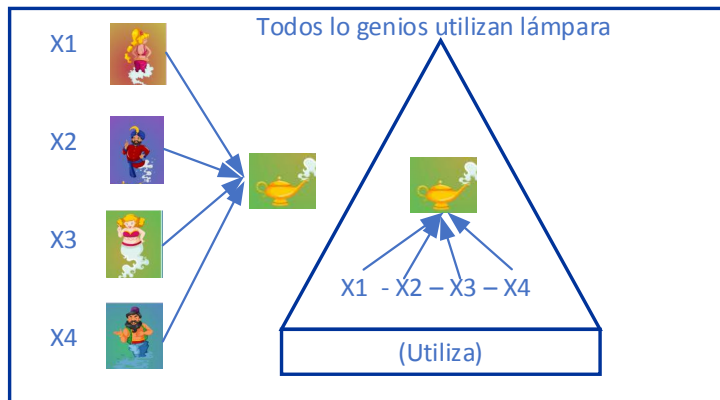 Todos lo genios utilizan lámpara
X1
X2
X3
X4
X1 - X2 – X3 – X4
(Utiliza)